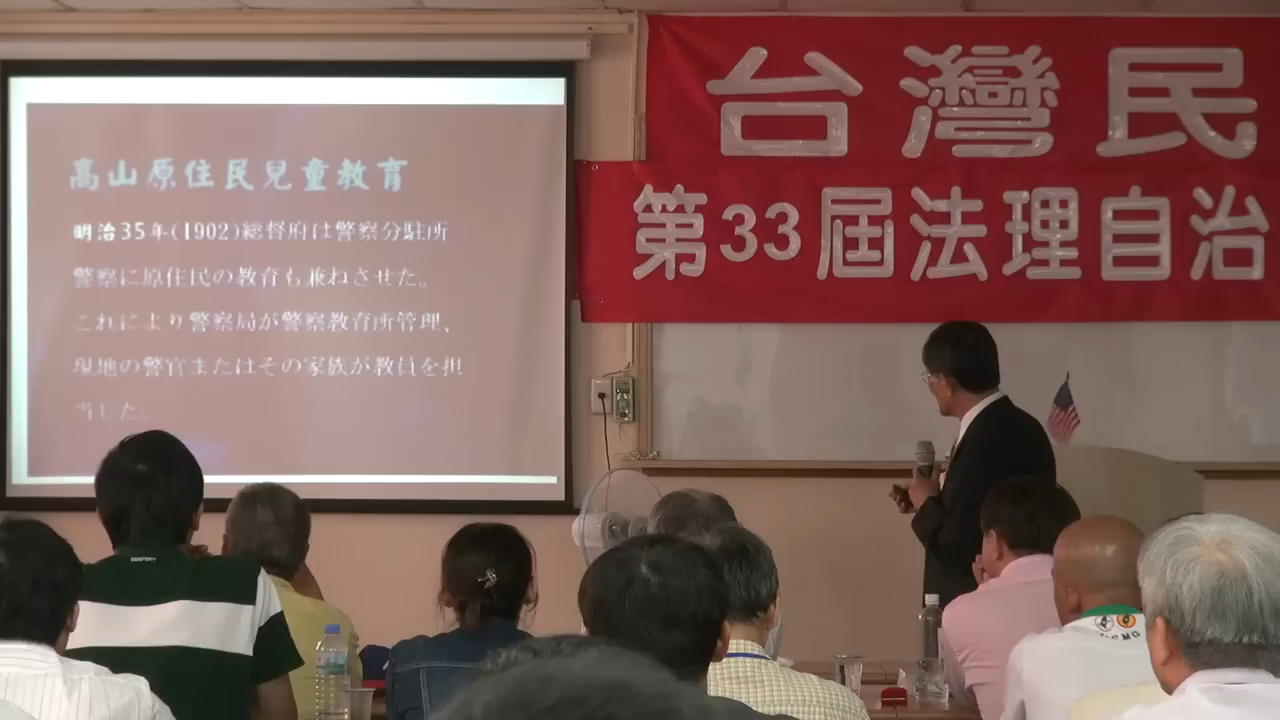 高山原住民兒童教育
明治35年(1902)総督府は警察分駐所
警察に原住民の教育も兼ねさせた。
これにより警察局が警察教育所管理、
現地の警官またはその家族が教員を担
当した。
台灣民
第33屆法理自治